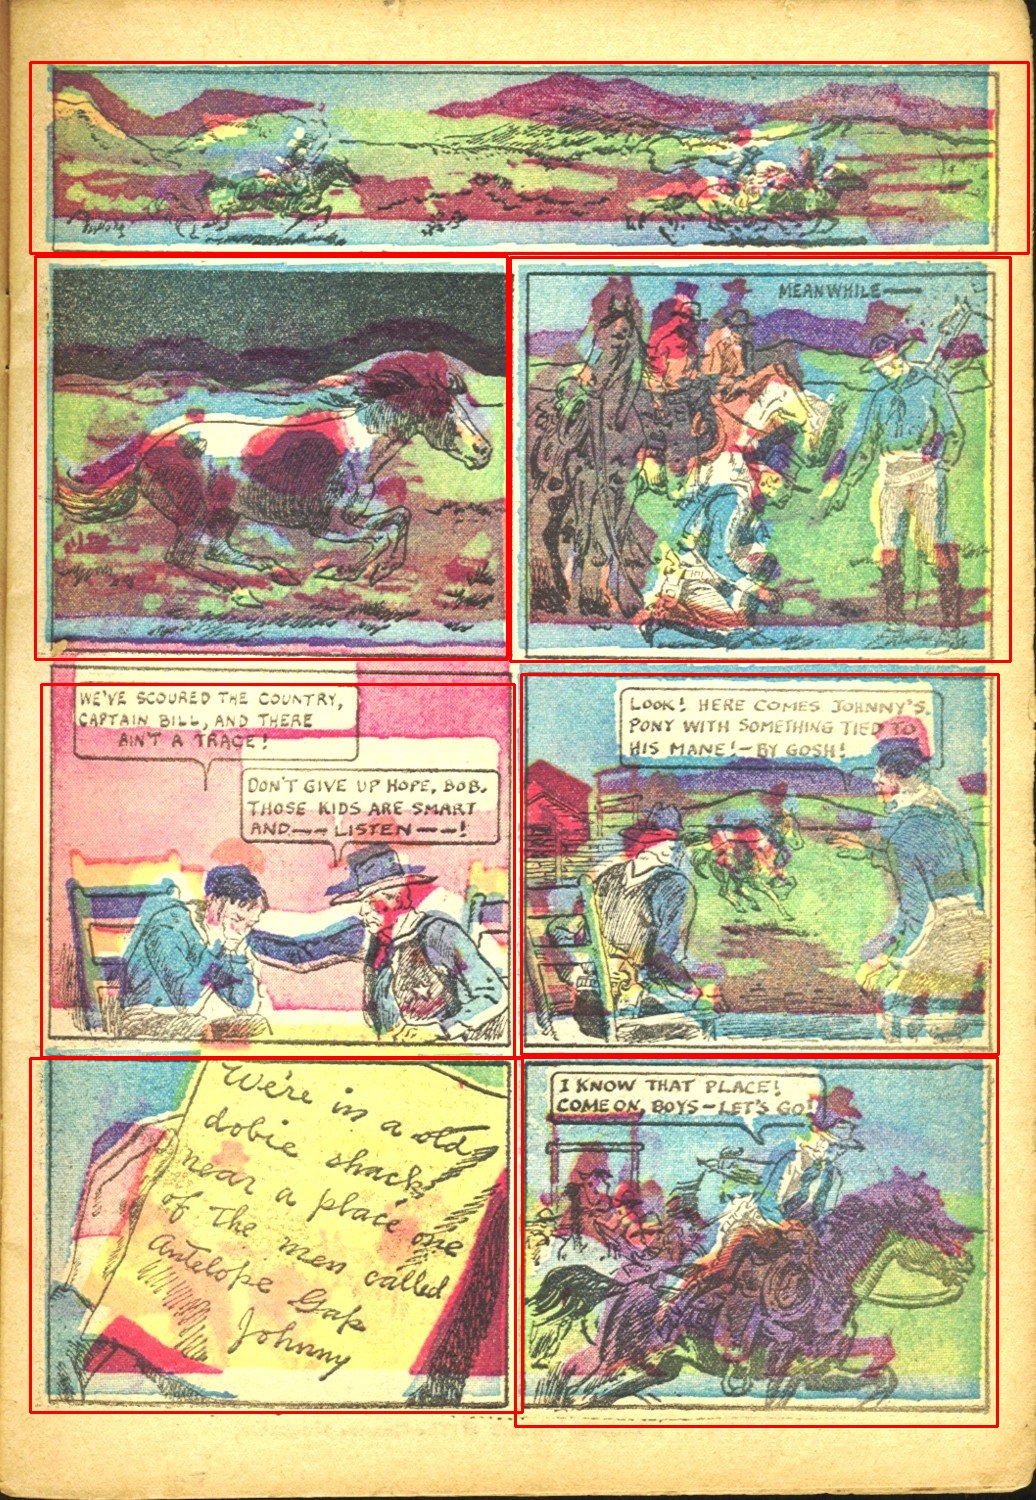 MEANWHILE——
WE'VE SCOURED THE COUNTRY,
CAPTAIN BILL, AND THERE
AIN'T A TRACE!
DON'T GIVE UP HOPE, BOB.
THOSE KIDS ARE SMART
AND—— LISTEN——!
LOOK! HERE COMES JOHNNY'S
PONY WITH SOMETHING TIED TO
HIS MANE!—BY GOSH!
We're in a old
dobie shack
near a place one
of the men called
Antelope Gap
Johnny
I KNOW THAT PLACE!
COME ON, BOYS—LET'S GO!